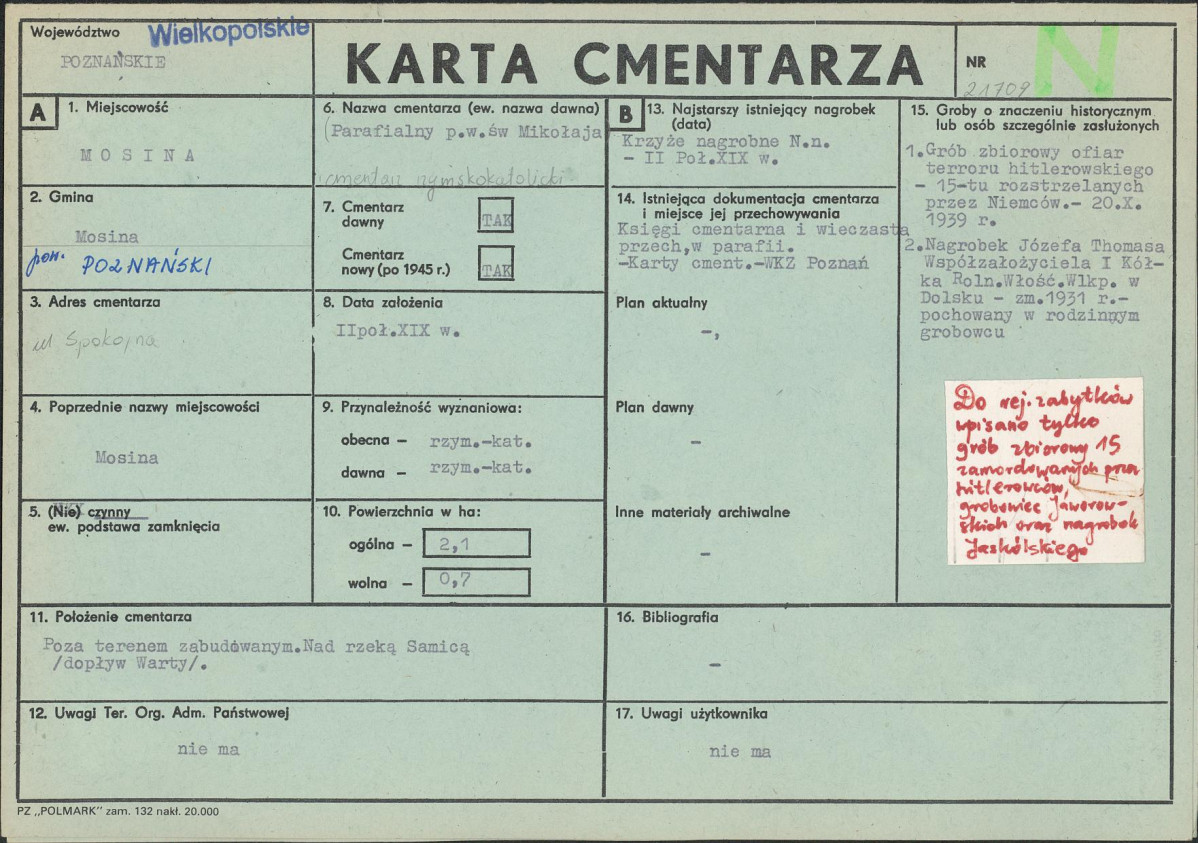 Województwo Wielkopolskie
POZNAŃSKIE
KARTA CMENTARZA
NR
21709
N
A
1. Miejscowość
MOSINA
2. Gmina
Mosina
pow. POZNAŃSKI
3. Adres cmentarza
ul Spokojna
4. Poprzednie nazwy miejscowości
Mosina
5. (Nie) czynny
ew. podstawa zamknięcia
6. Nazwa cmentarza (ew. nazwa dawna)
(Parafialny p.w.św Mikołaja
cmentarz rzymskokatolicki
7. Cmentarz
dawny
TAK
Cmentarz
nowy (po 1945 r.)
TAK
8. Data założenia
IIpoł.XIX w.
9. Przynależność wyznaniowa:
obecna – rzym.-kat.
dawna – rzym.-kat.
10. Powierzchnia w ha:
ogólna – 2,1
wolna – 0,7
11. Położenie cmentarza
Poza terenem zabudowanym.Nad rzeką Samicą
/dopływ Warty/.
12. Uwagi Ter. Org. Adm. Państwowej
nie ma
B
13. Najstarszy istniejący nagrobek
(data)
Krzyże nagrobne N.n.
- II Poł.XIX w.
14. Istniejąca dokumentacja cmentarza
i miejsce jej przechowywania
Księgi cmentarna i wieczasta
przech,w parafii.
-Karty cment.-WKZ Poznań
Plan aktualny
-,
Plan dawny
-
Inne materiały archiwalne
-
15. Groby o znaczeniu historycznym
lub osób szczególnie zasłużonych
1.Grób zbiorowy ofiar
terroru hitlerowskiego
- 15-tu rozstrzelanych
przez Niemców.- 20.X.
1939 r.
2.Nagrobek Józefa Thomasa
Współzałożyciela I Kół-
ka Roln.Włość.Wlkp. w
Dolsku - zm.1931 r.-
pochowany w rodzinnym
grobowcu
Do rej. zabytków
wpisano tylko
grób zbiorowy 15
zamordowanych przez
hitlerowców,
grobowiec Jaworow-
skich oraz nagrobek
Jaskólskiego
16. Bibliografia
-
17. Uwagi użytkownika
nie ma
PZ „POLMARK” zam. 132 nakł. 20.000